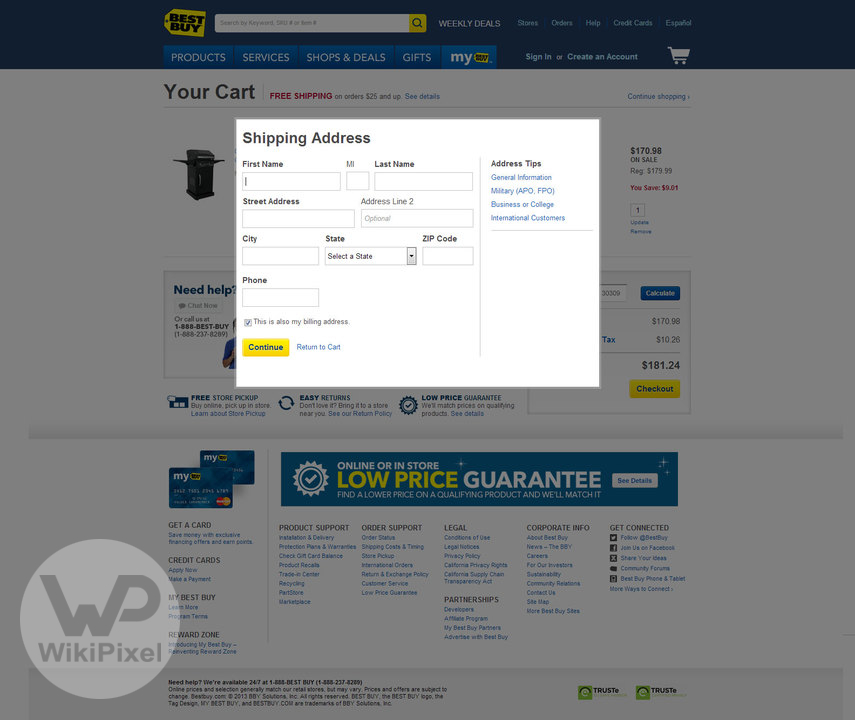 BEST BUY
Search by Keyword, SKU # or Item #
WEEKLY DEALS
Stores Orders Help Credit Cards Español
PRODUCTS SERVICES SHOPS & DEALS GIFTS my BEST BUY
Sign In or Create an Account
Your Cart FREE SHIPPING on orders $25 and up. See details
Continue shopping ›
Shipping Address
First Name MI Last Name
Street Address Address Line 2
Optional
City State ZIP Code
Select a State
Phone
This is also my billing address.
Continue Return to Cart
Address Tips
General Information
Military (APO, FPO)
Business or College
International Customers
$170.98
ON SALE
Reg: $179.99
You Save: $9.01
1
Update
Remove
Need help?
Chat Now
Or call us at
1-888-BEST-BUY
(1-888-237-8289)
30309 Calculate
$170.98
Tax $10.26
$181.24
Checkout
FREE STORE PICKUP
Buy online, pick up in store.
Learn about Store Pickup
EASY RETURNS
Don't love it? Bring it to a store
near you. See our Return Policy
LOW PRICE GUARANTEE
We'll match prices on qualifying
products. See details
my BEST BUY
my BEST BUY
ONLINE OR IN STORE
LOW PRICE GUARANTEE
FIND A LOWER PRICE ON A QUALIFYING PRODUCT AND WE'LL MATCH IT
See Details
GET A CARD
Save money with exclusive
financing offers and earn points.
CREDIT CARDS
Apply Now
Make a Payment
MY BEST BUY
Learn More
Program Terms
REWARD ZONE
Introducing My Best Buy –
Reinventing Reward Zone
PRODUCT SUPPORT
Installation & Delivery
Protection Plans & Warranties
Check Gift Card Balance
Product Recalls
Trade-in Center
Recycling
PartStore
Marketplace
ORDER SUPPORT
Order Status
Shipping Costs & Timing
Store Pickup
International Orders
Return & Exchange Policy
Customer Service
Low Price Guarantee
LEGAL
Conditions of Use
Legal Notices
Privacy Policy
California Privacy Rights
California Supply Chain
Transparency Act
PARTNERSHIPS
Developers
Affiliate Program
My Best Buy Partners
Advertise with Best Buy
CORPORATE INFO
About Best Buy
News – The BBY
Careers
For Our Investors
Sustainability
Community Relations
Contact Us
Site Map
More Best Buy Sites
GET CONNECTED
Follow @BestBuy
Join Us on Facebook
Share Your Ideas
Community Forums
Best Buy Phone & Tablet
More Ways to Connect ›
WP
WikiPixel
Need help? We're available 24/7 at 1-888-BEST BUY (1-888-237-8289)
Online prices and selection generally match our retail stores, but may vary. Prices and offers are subject to
change. Bestbuy.com: © 2013 BBY Solutions, Inc. All rights reserved. BEST BUY, the BEST BUY logo, the
Tag Design, MY BEST BUY, and BESTBUY.COM are trademarks of BBY Solutions, Inc.
TRUSTe
TRUSTe